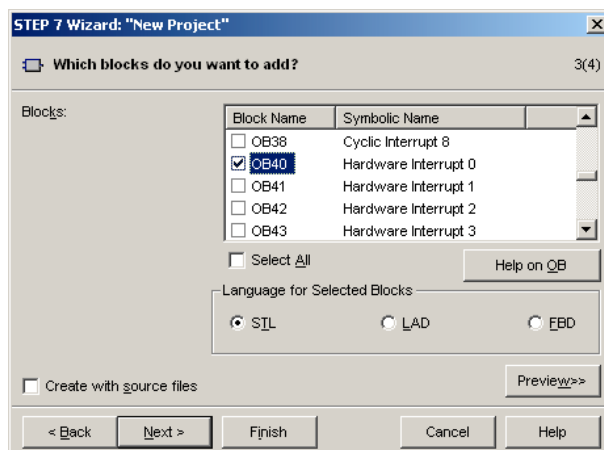 STEP 7 Wizard: "New Project"
Which blocks do you want to add? 3(4)
Blocks:
Block Name Symbolic Name
OB38 Cyclic Interrupt 8
OB40 Hardware Interrupt 0
OB41 Hardware Interrupt 1
OB42 Hardware Interrupt 2
OB43 Hardware Interrupt 3
Select All Help on OB
Language for Selected Blocks
STL LAD FBD
Create with source files Preview>>
< Back Next > Finish Cancel Help